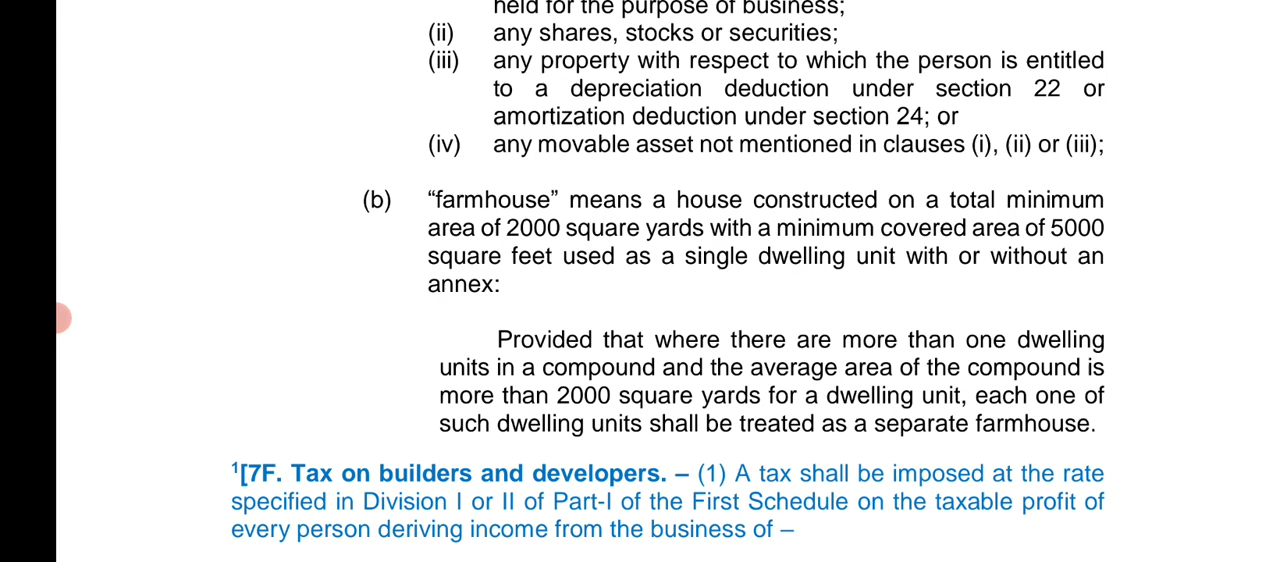 held for the purpose of business;
(ii) any shares, stocks or securities;
(iii) any property with respect to which the person is entitled
to a depreciation deduction under section 22 or
amortization deduction under section 24; or
(iv) any movable asset not mentioned in clauses (i), (ii) or (iii);
(b) “farmhouse” means a house constructed on a total minimum
area of 2000 square yards with a minimum covered area of 5000
square feet used as a single dwelling unit with or without an
annex:
Provided that where there are more than one dwelling
units in a compound and the average area of the compound is
more than 2000 square yards for a dwelling unit, each one of
such dwelling units shall be treated as a separate farmhouse.
¹[7F. Tax on builders and developers. – (1) A tax shall be imposed at the rate
specified in Division I or II of Part-I of the First Schedule on the taxable profit of
every person deriving income from the business of –